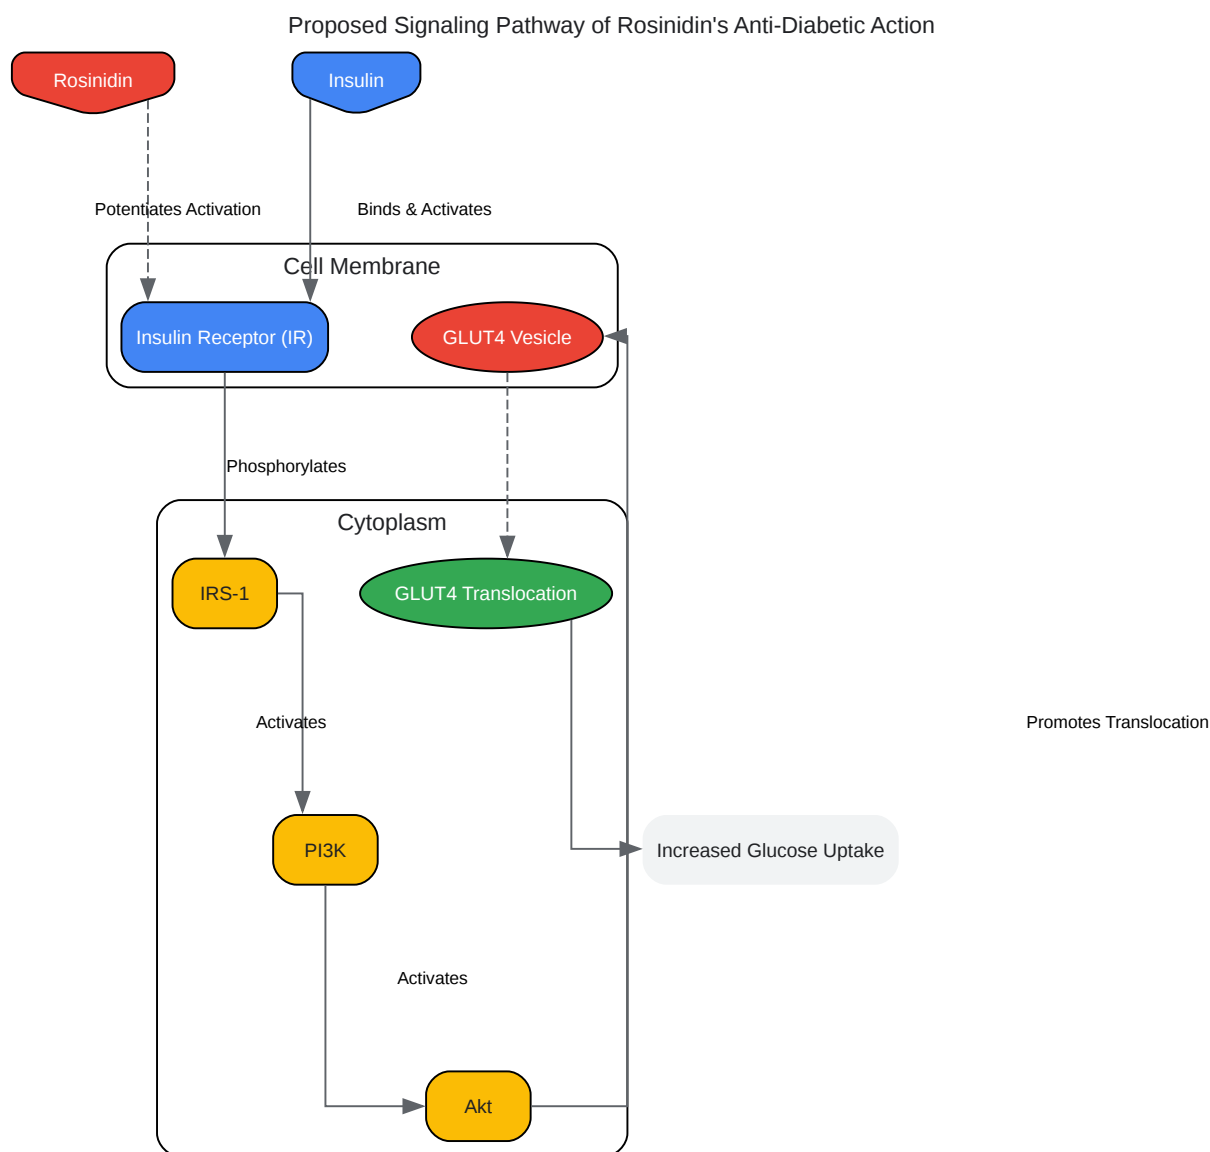 Proposed Signaling Pathway of Rosinidin's Anti-Diabetic Action
Rosinidin
Insulin
Potentiates Activation
Binds & Activates
Cell Membrane
Insulin Receptor (IR)
GLUT4 Vesicle
Phosphorylates
Cytoplasm
IRS-1
GLUT4 Translocation
Activates
Promotes Translocation
PI3K
Increased Glucose Uptake
Activates
Akt